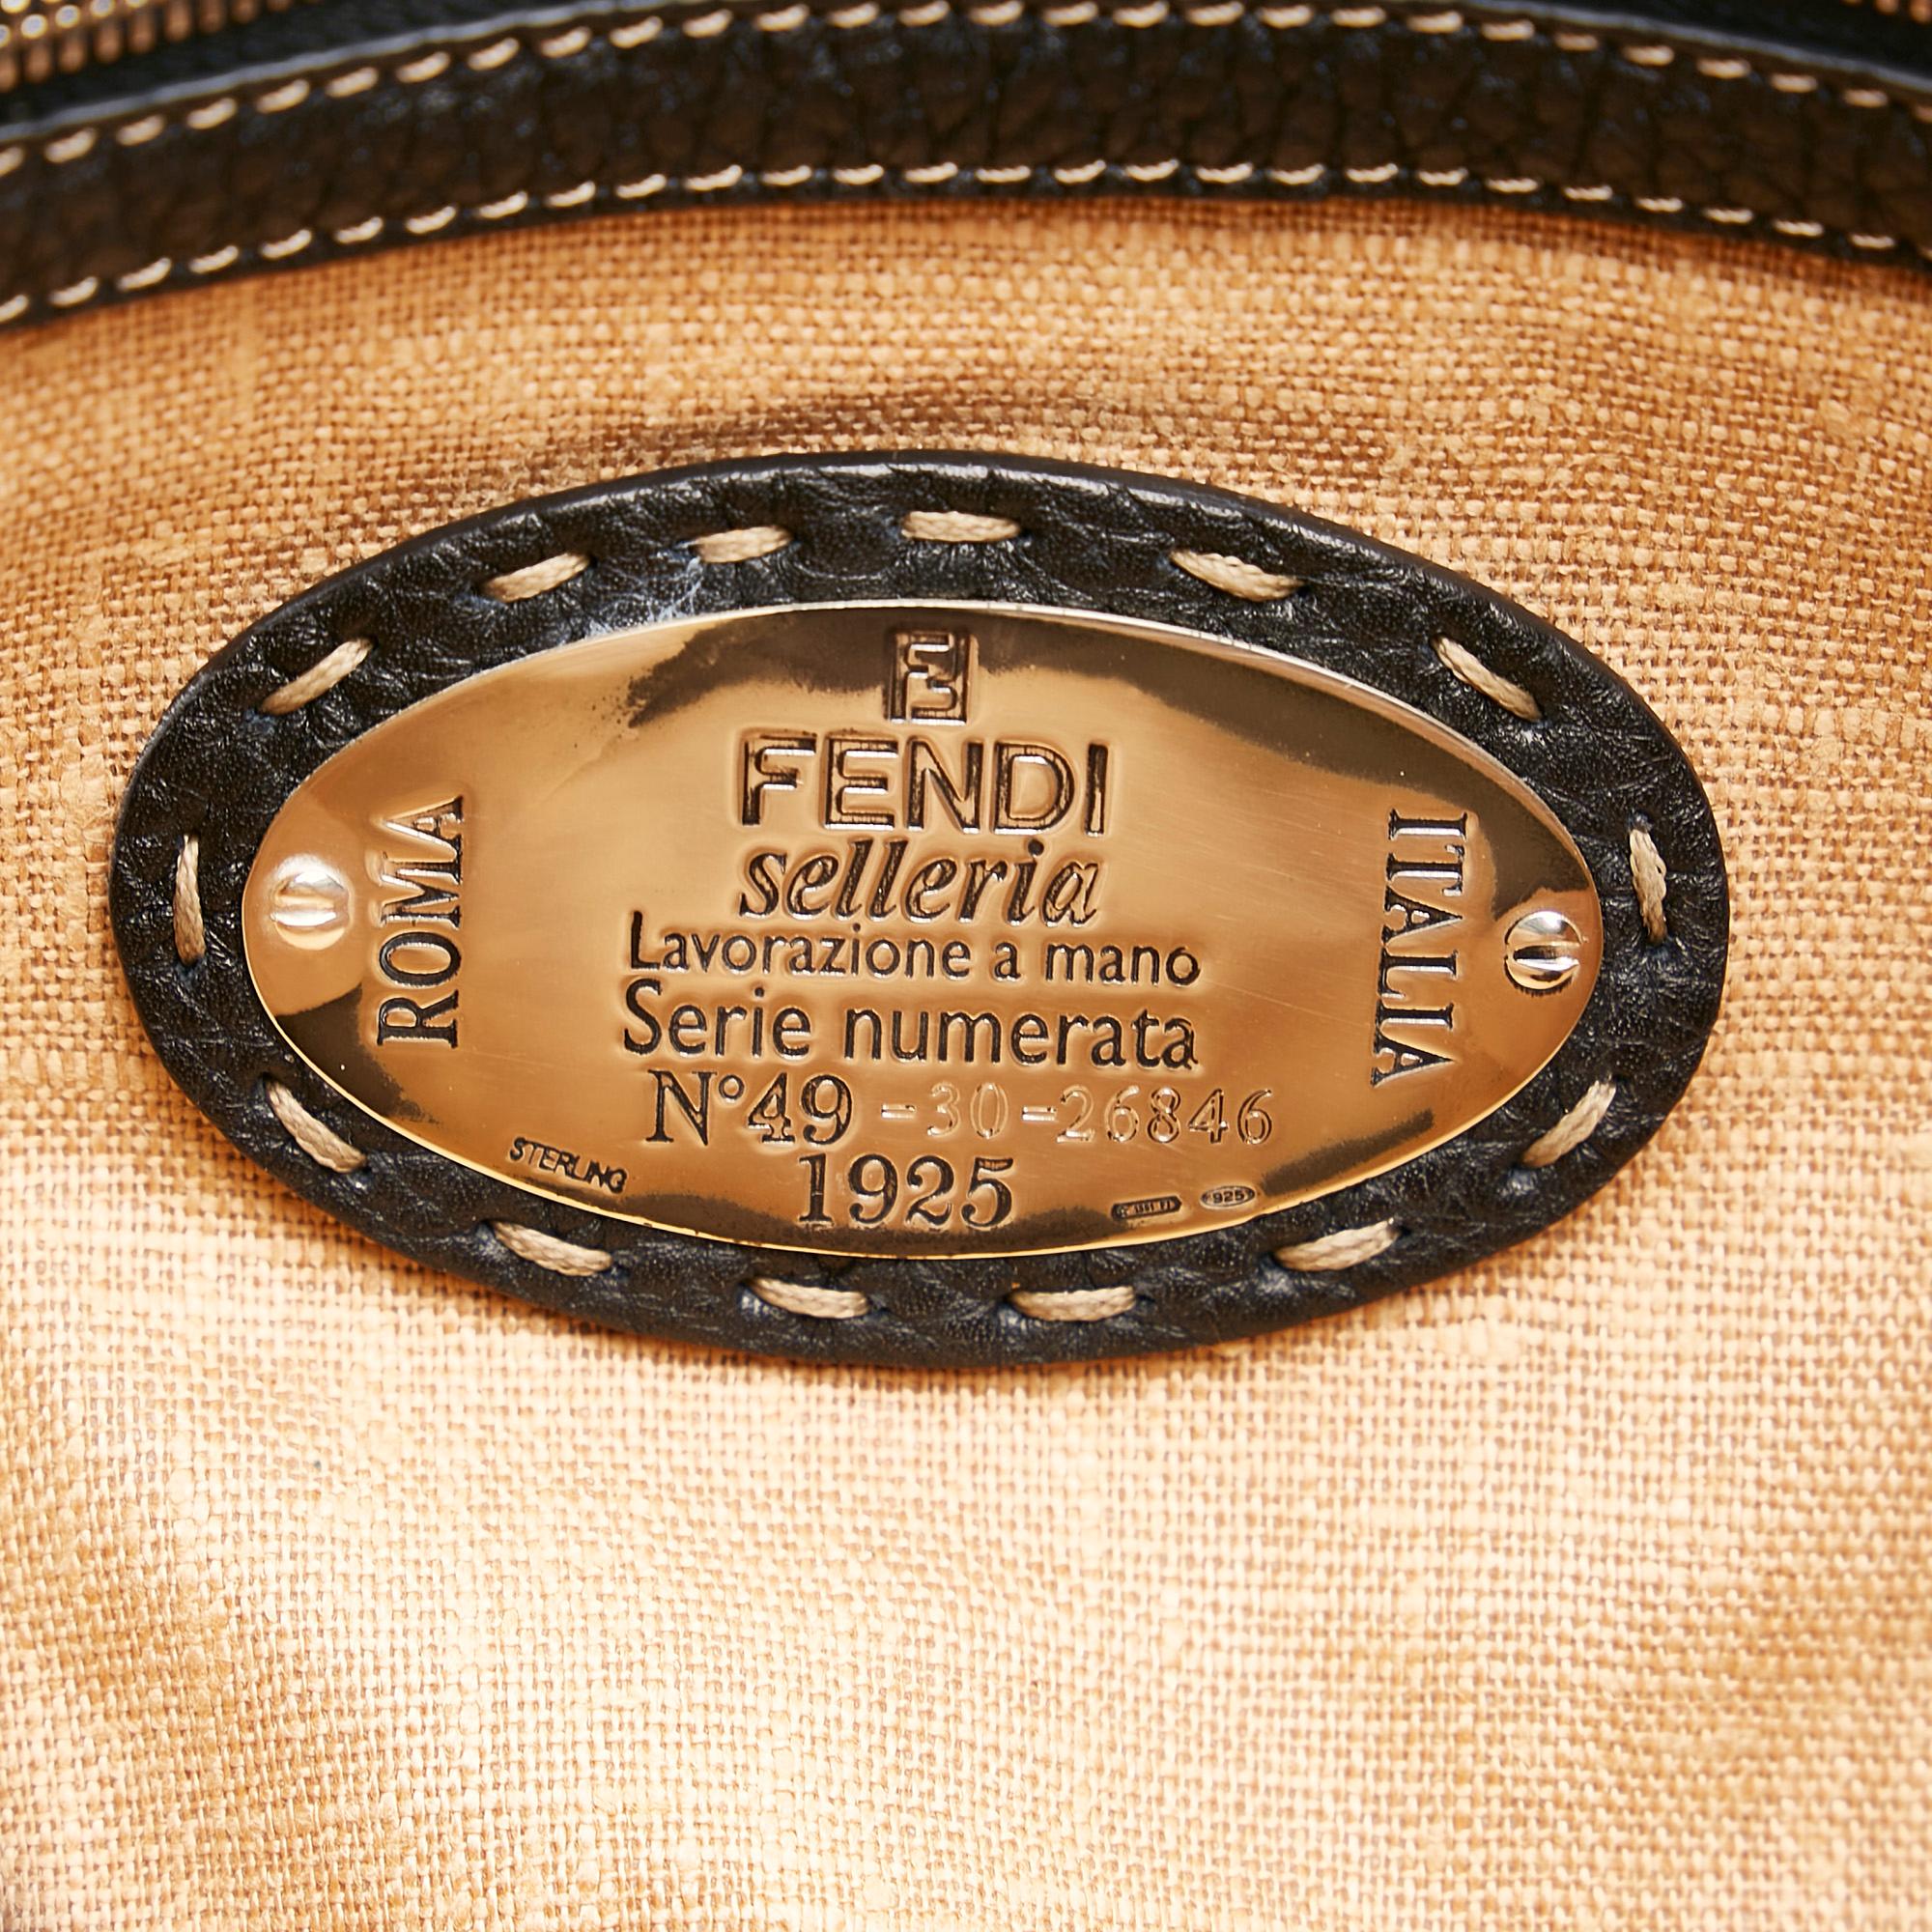 FENDI
selleria
Lavorazione a mano
Serie numerata
N°49 -30-26846
1925
ROMA
ITALIA
STERLING
925